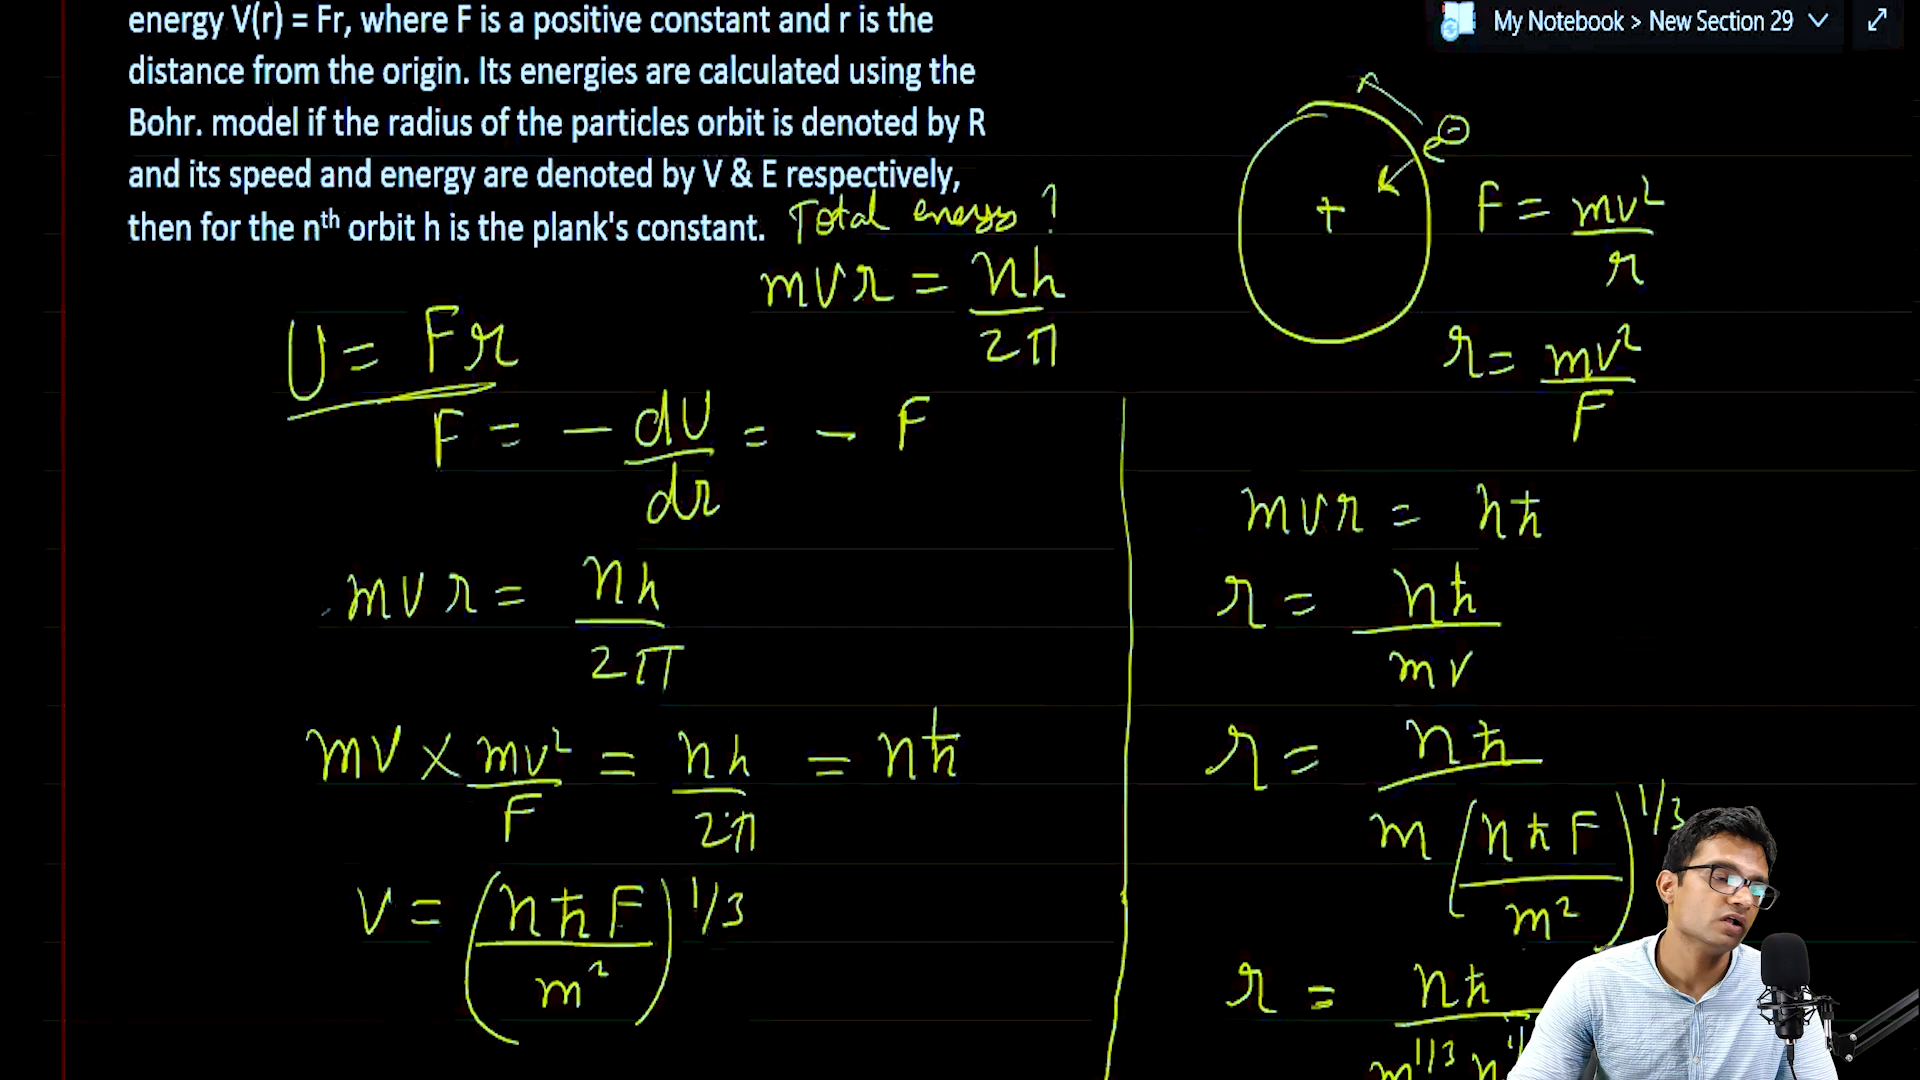 energy V(r) = Fr, where F is a positive constant and r is the
distance from the origin. Its energies are calculated using the
Bohr. model if the radius of the particles orbit is denoted by R
and its speed and energy are denoted by V & E respectively,
then for the nᵗʰ orbit h is the plank's constant. Total energy ?
mvr = nh/2π
U = Fr
F = - dU/dr = - F
mvr = nh/2π
mv × mv²/F = nh/2π = nħ
v = (nħF/m²)^1/3
My Notebook > New Section 29
e⊖
+
F = mv²/r
r = mv²/F
mvr = nħ
r = nħ/mv
r = nħ/m(nħF/m²)^1/3
r = nħ/m^1/3 n